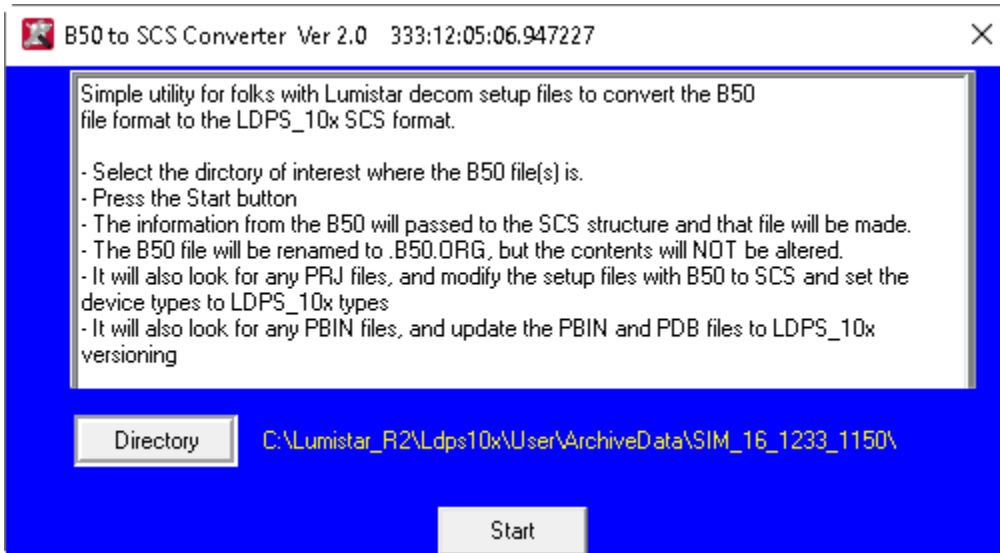 B50 to SCS Converter Ver 2.0 333:12:05:06.947227
Simple utility for folks with Lumistar decom setup files to convert the B50
file format to the LDPS_10x SCS format.
- Select the dirctory of interest where the B50 file(s) is.
- Press the Start button
- The information from the B50 will passed to the SCS structure and that file will be made.
- The B50 file will be renamed to .B50.ORG, but the contents will NOT be altered.
- It will also look for any PRJ files, and modify the setup files with B50 to SCS and set the
device types to LDPS_10x types
- It will also look for any PBIN files, and update the PBIN and PDB files to LDPS_10x
versioning
Directory C:\Lumistar_R2\Ldps10x\User\ArchiveData\SIM_16_1233_1150\
Start